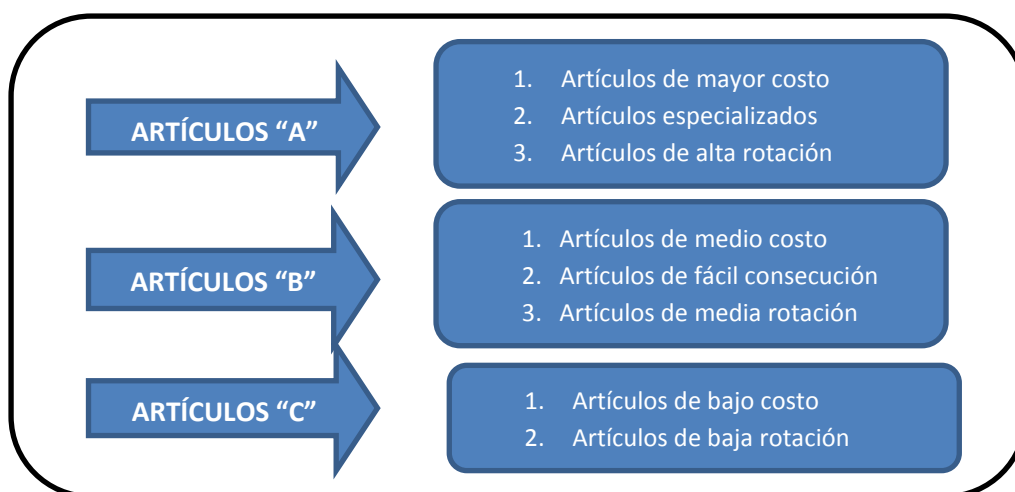 ARTÍCULOS “A”
1. Artículos de mayor costo
2. Artículos especializados
3. Artículos de alta rotación
ARTÍCULOS “B”
1. Artículos de medio costo
2. Artículos de fácil consecución
3. Artículos de media rotación
ARTÍCULOS “C”
1. Artículos de bajo costo
2. Artículos de baja rotación